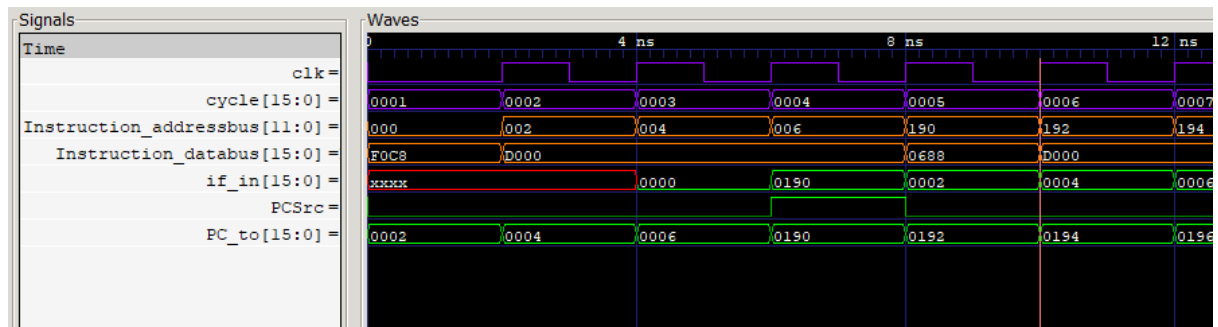 Signals Waves
Time 0 4 ns 8 ns 12 ns
clk=
cycle[15:0] = 0001 0002 0003 0004 0005 0006 0007
Instruction_addressbus[11:0] = 000 002 004 006 190 192 194
Instruction_databus[15:0] = F0C8 D000 0688 D000
if_in[15:0] = xxxx 0000 0190 0002 0004 0006
PCSrc=
PC_to[15:0] = 0002 0004 0006 0190 0192 0194 0196